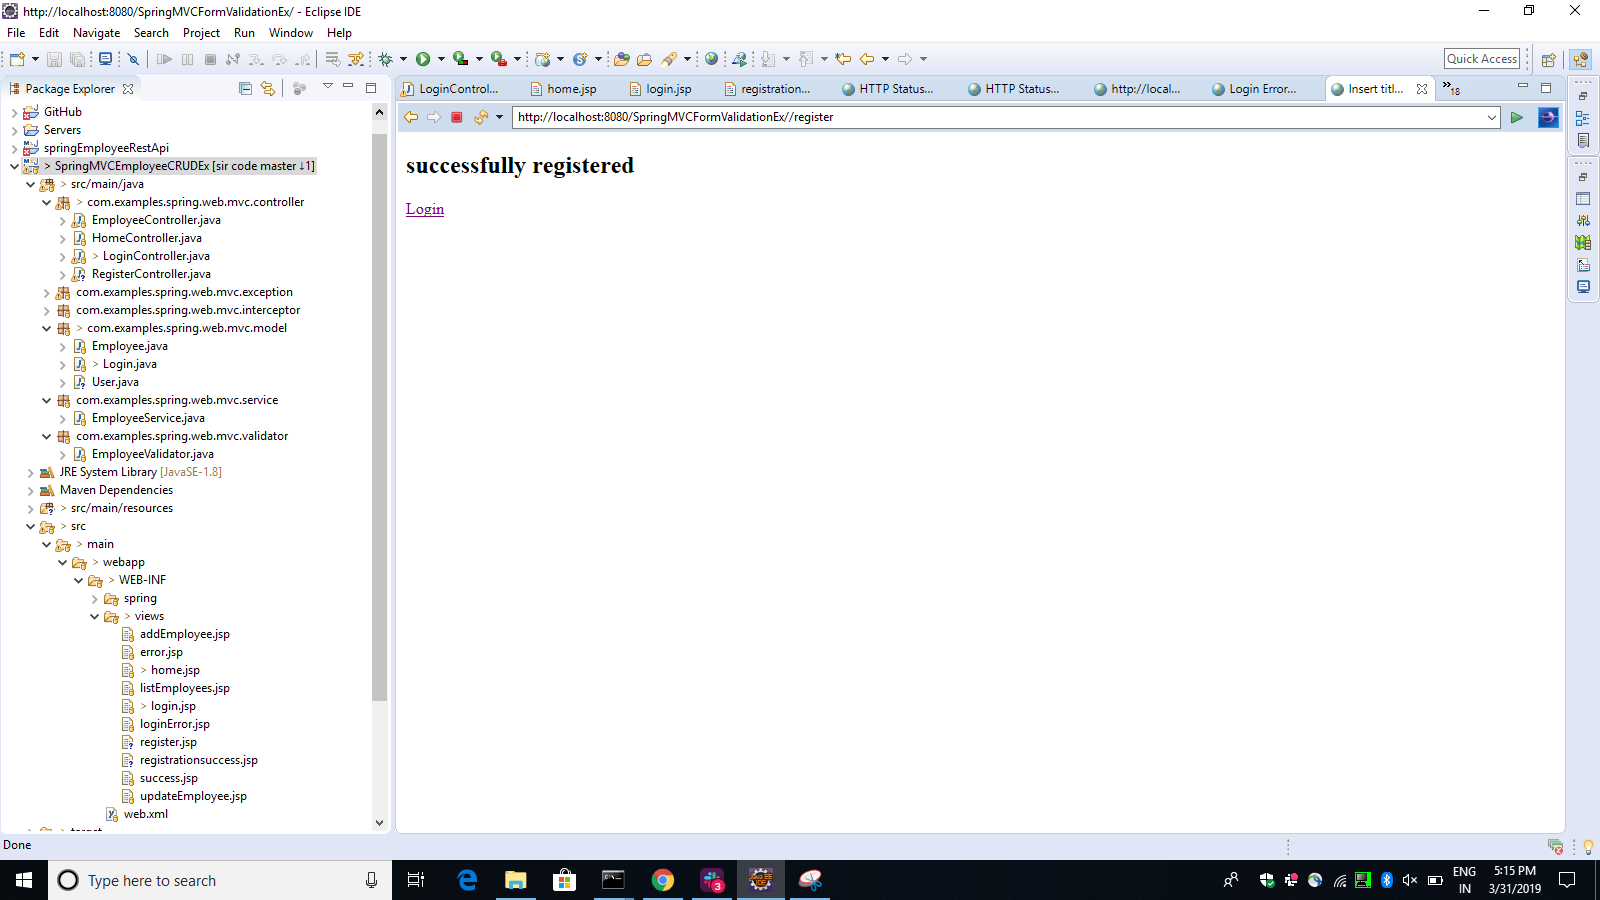 http://localhost:8080/SpringMVCFormValidationEx/ - Eclipse IDE
File Edit Navigate Search Project Run Window Help
Quick Access
Package Explorer
LoginControl...
home.jsp
login.jsp
registration...
HTTP Status...
HTTP Status...
http://local...
Login Error...
Insert titl...
»18
http://localhost:8080/SpringMVCFormValidationEx//register
successfully registered
Login
GitHub
Servers
springEmployeeRestApi
> SpringMVCEmployeeCRUDEx [sir code master ↓1]
> src/main/java
> com.examples.spring.web.mvc.controller
EmployeeController.java
HomeController.java
> LoginController.java
RegisterController.java
com.examples.spring.web.mvc.exception
com.examples.spring.web.mvc.interceptor
> com.examples.spring.web.mvc.model
Employee.java
> Login.java
User.java
com.examples.spring.web.mvc.service
EmployeeService.java
com.examples.spring.web.mvc.validator
EmployeeValidator.java
JRE System Library [JavaSE-1.8]
Maven Dependencies
> src/main/resources
> src
> main
> webapp
> WEB-INF
spring
> views
addEmployee.jsp
error.jsp
> home.jsp
listEmployees.jsp
> login.jsp
loginError.jsp
register.jsp
registrationsuccess.jsp
success.jsp
updateEmployee.jsp
web.xml
> target
Done
Type here to search
3
ENG
IN
5:15 PM
3/31/2019